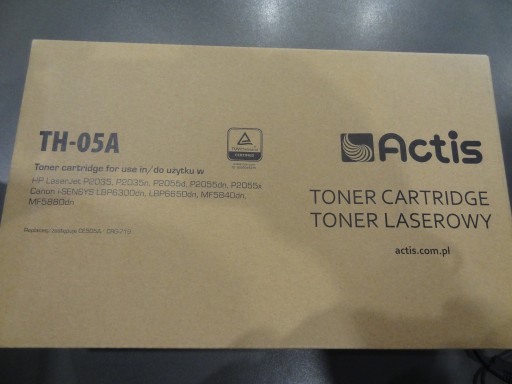 TH-05A
Toner cartridge for use in/do użytku w
HP LaserJet P2035, P2035n, P2055d, P2055dn, P2055x
Canon i-SENSYS LBP6300dn, LBP6650dn, MF5840dn,
MF5880dn
Actis
TONER CARTRIDGE
TONER LASEROWY
actis.com.pl